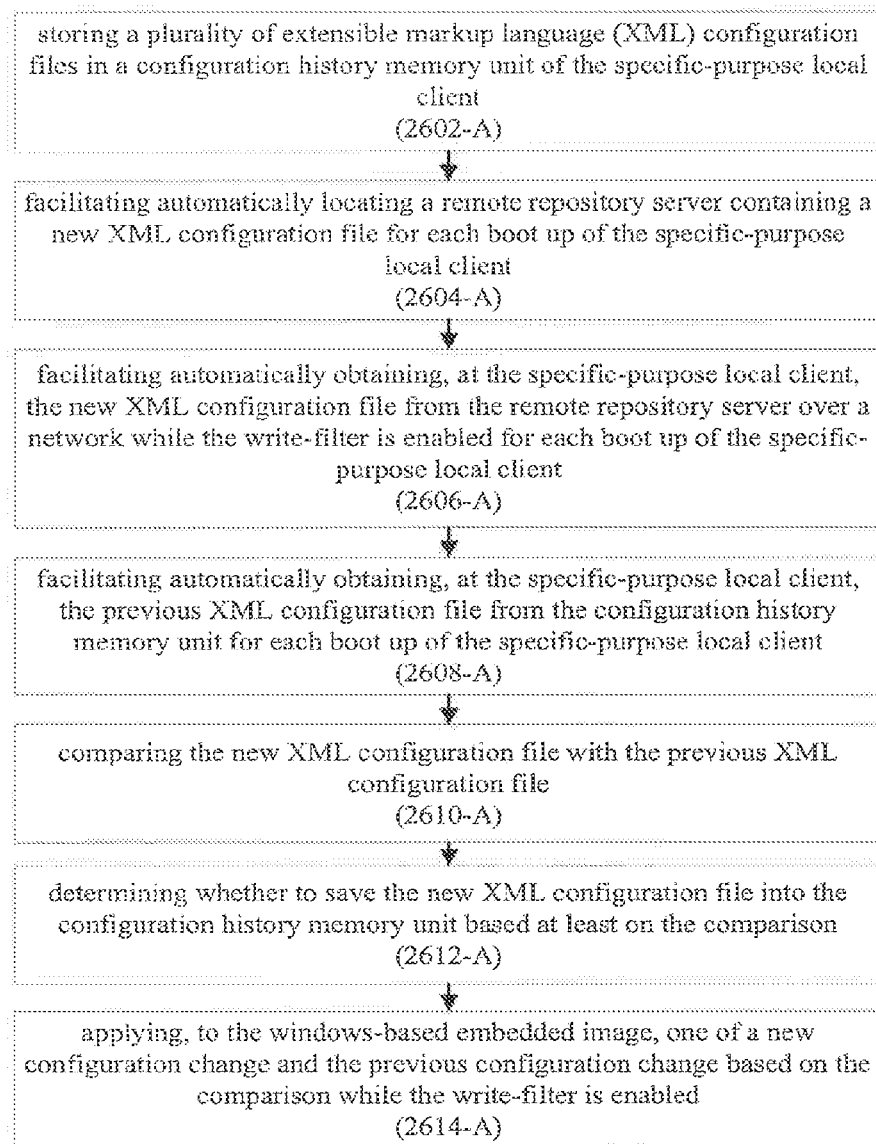 storing a plurality of extensible markup language (XML) configuration
files in a configuration history memory unit of the specific-purpose local
client
(2602-A)
facilitating automatically locating a remote repository server containing a
new XML configuration file for each boot up of the specific-purpose
local client
(2604-A)
facilitating automatically obtaining, at the specific-purpose local client,
the new XML configuration file from the remote repository server over a
network while the write-filter is enabled for each boot up of the specific-
purpose local client
(2606-A)
facilitating automatically obtaining, at the specific-purpose local client,
the previous XML configuration file from the configuration history
memory unit for each boot up of the specific-purpose local client
(2608-A)
comparing the new XML configuration file with the previous XML
configuration file
(2610-A)
determining whether to save the new XML configuration file into the
configuration history memory unit based at least on the comparison
(2612-A)
applying, to the windows-based embedded image, one of a new
configuration change and the previous configuration change based on the
comparison while the write-filter is enabled
(2614-A)